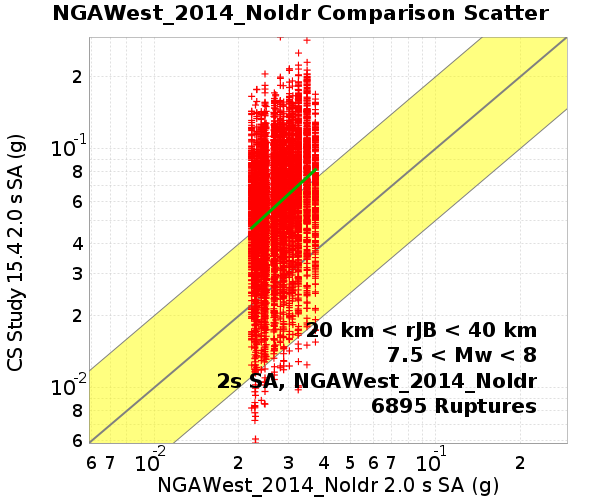 NGAWest_2014_NoIdr Comparison Scatter
CS Study 15.4 2.0 s SA (g)
2
10^-1
8
6
4
3
2
10^-2
8
6
20 km < rJB < 40 km
7.5 < Mw < 8
2s SA, NGAWest_2014_NoIdr
6895 Ruptures
6 7 10^-2 2 3 4 5 6 7 10^-1 2
NGAWest_2014_NoIdr 2.0 s SA (g)